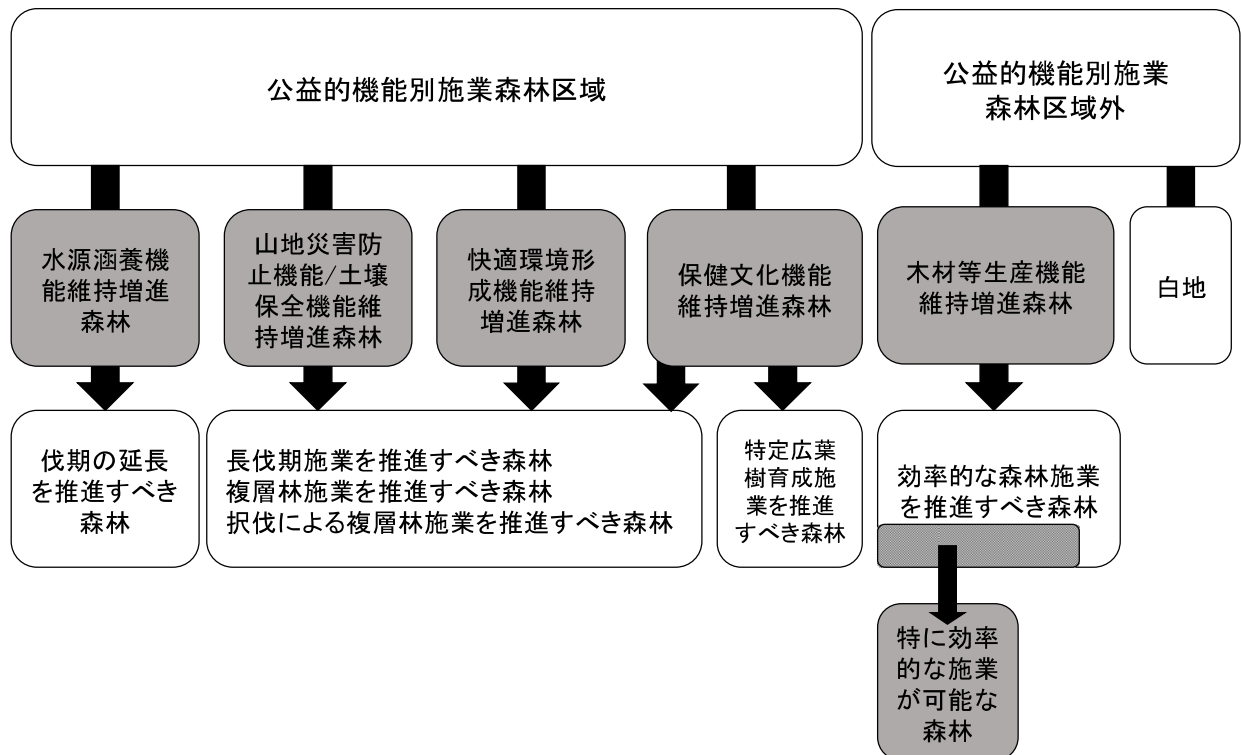 公益的機能別施業森林区域
公益的機能別施業
森林区域外
水源涵養機
能維持増進
森林
山地災害防
止機能/土壌
保全機能維
持増進森林
快適環境形
成機能維持
増進森林
保健文化機能
維持増進森林
木材等生産機能
維持増進森林
白地
伐期の延長
を推進すべき
森林
長伐期施業を推進すべき森林
複層林施業を推進すべき森林
択伐による複層林施業を推進すべき森林
特定広葉
樹育成施
業を推進
すべき森林
効率的な森林施業
を推進すべき森林
特に効率
的な施業
が可能な
森林